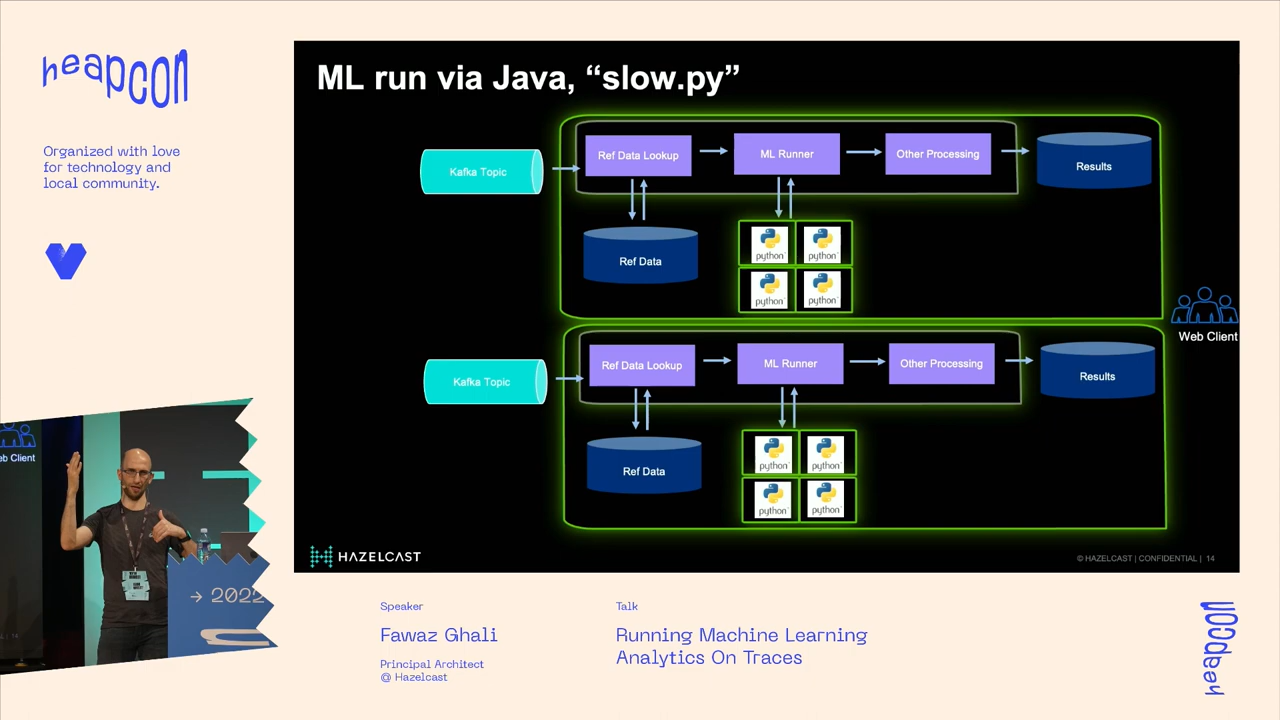 heapcon
Organized with love
for technology and
local community.
ML run via Java, “slow.py”
Kafka Topic
Ref Data Lookup
ML Runner
Other Processing
Results
Ref Data
python
python
python
python
Web Client
Kafka Topic
Ref Data Lookup
ML Runner
Other Processing
Results
Ref Data
python
python
python
python
HAZELCAST
© HAZELCAST | CONFIDENTIAL | 14
eb Client
→ 2022
| 14
Speaker
Fawaz Ghali
Principal Architect
@ Hazelcast
Talk
Running Machine Learning
Analytics On Traces
heapcon